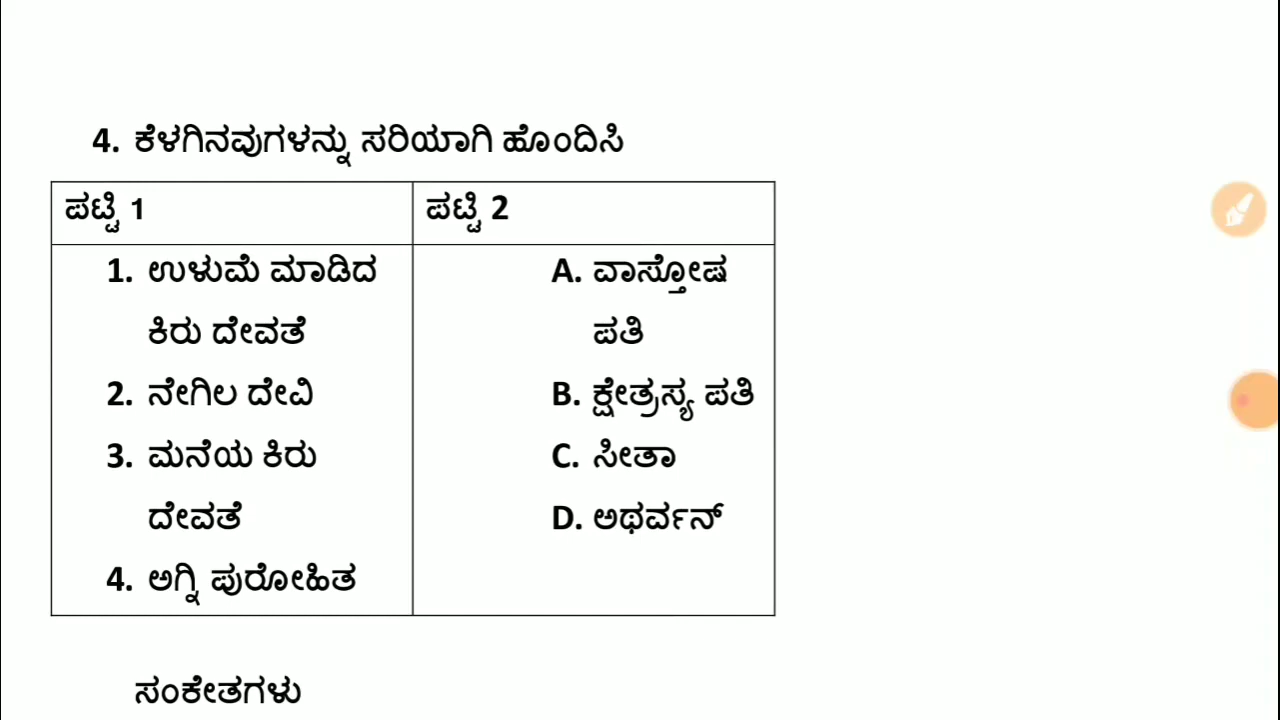 4. ಕೆಳಗಿನವುಗಳನ್ನು ಸರಿಯಾಗಿ ಹೊಂದಿಸಿ
ಪಟ್ಟಿ 1
ಪಟ್ಟಿ 2
1. ಉಳುಮೆ ಮಾಡಿದ
ಕಿರು ದೇವತೆ
2. ನೇಗಿಲ ದೇವಿ
3. ಮನೆಯ ಕಿರು
ದೇವತೆ
4. ಅಗ್ನಿ ಪುರೋಹಿತ
A. ವಾಸ್ತೋಷ
ಪತಿ
B. ಕ್ಷೇತ್ರಸ್ಯ ಪತಿ
C. ಸೀತಾ
D. ಅಥರ್ವನ್
ಸಂಕೇತಗಳು